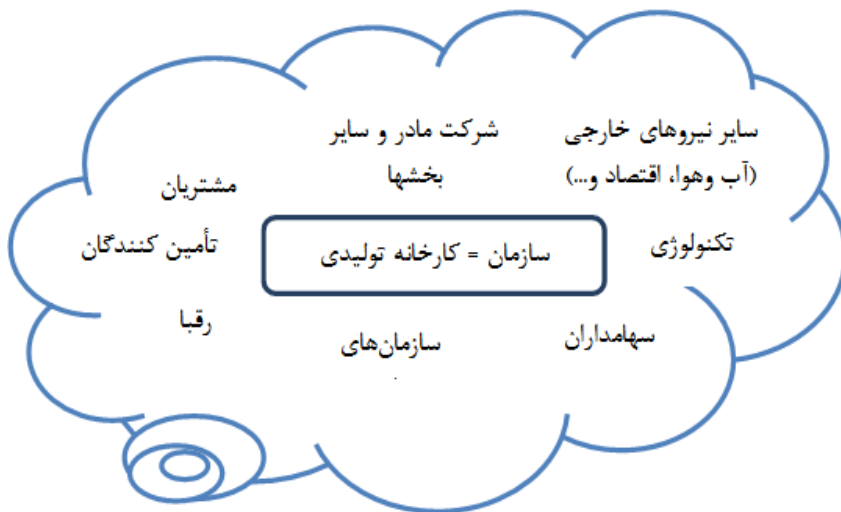 سایر نیروهای خارجی
(آب وهوا، اقتصاد و...)
شرکت مادر و سایر
بخشها
مشتریان
تأمین کنندگان
رقبا
سازمان = کارخانه تولیدی
تکنولوژی
سهامداران
سازمان‌های